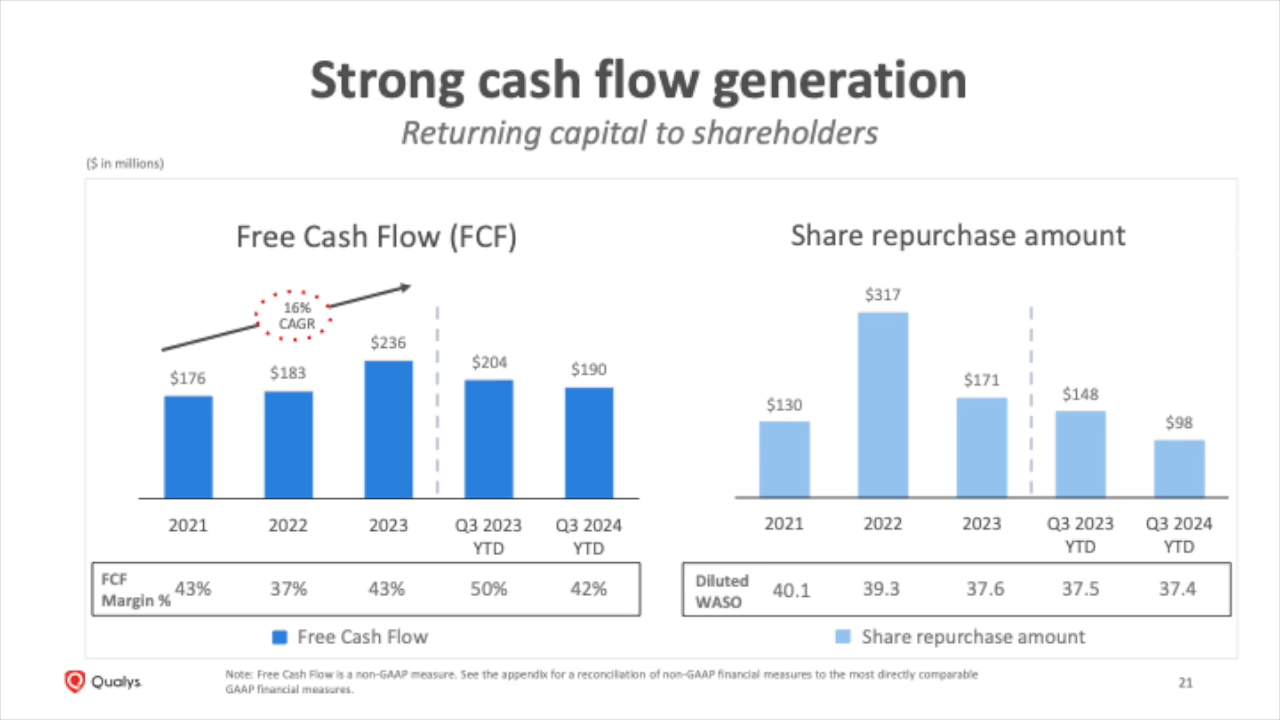 Strong cash flow generation
Returning capital to shareholders
($ in millions)
Free Cash Flow (FCF)
16%
CAGR
$176
$183
$236
$204
$190
2021
2022
2023
Q3 2023
YTD
Q3 2024
YTD
FCF
Margin %
43%
37%
43%
50%
42%
Free Cash Flow
Share repurchase amount
$130
$317
$171
$148
$98
2021
2022
2023
Q3 2023
YTD
Q3 2024
YTD
Diluted
WASO
40.1
39.3
37.6
37.5
37.4
Share repurchase amount
Qualys.
Note: Free Cash Flow is a non-GAAP measure. See the appendix for a reconciliation of non-GAAP financial measures to the most directly comparable
GAAP financial measures.
21